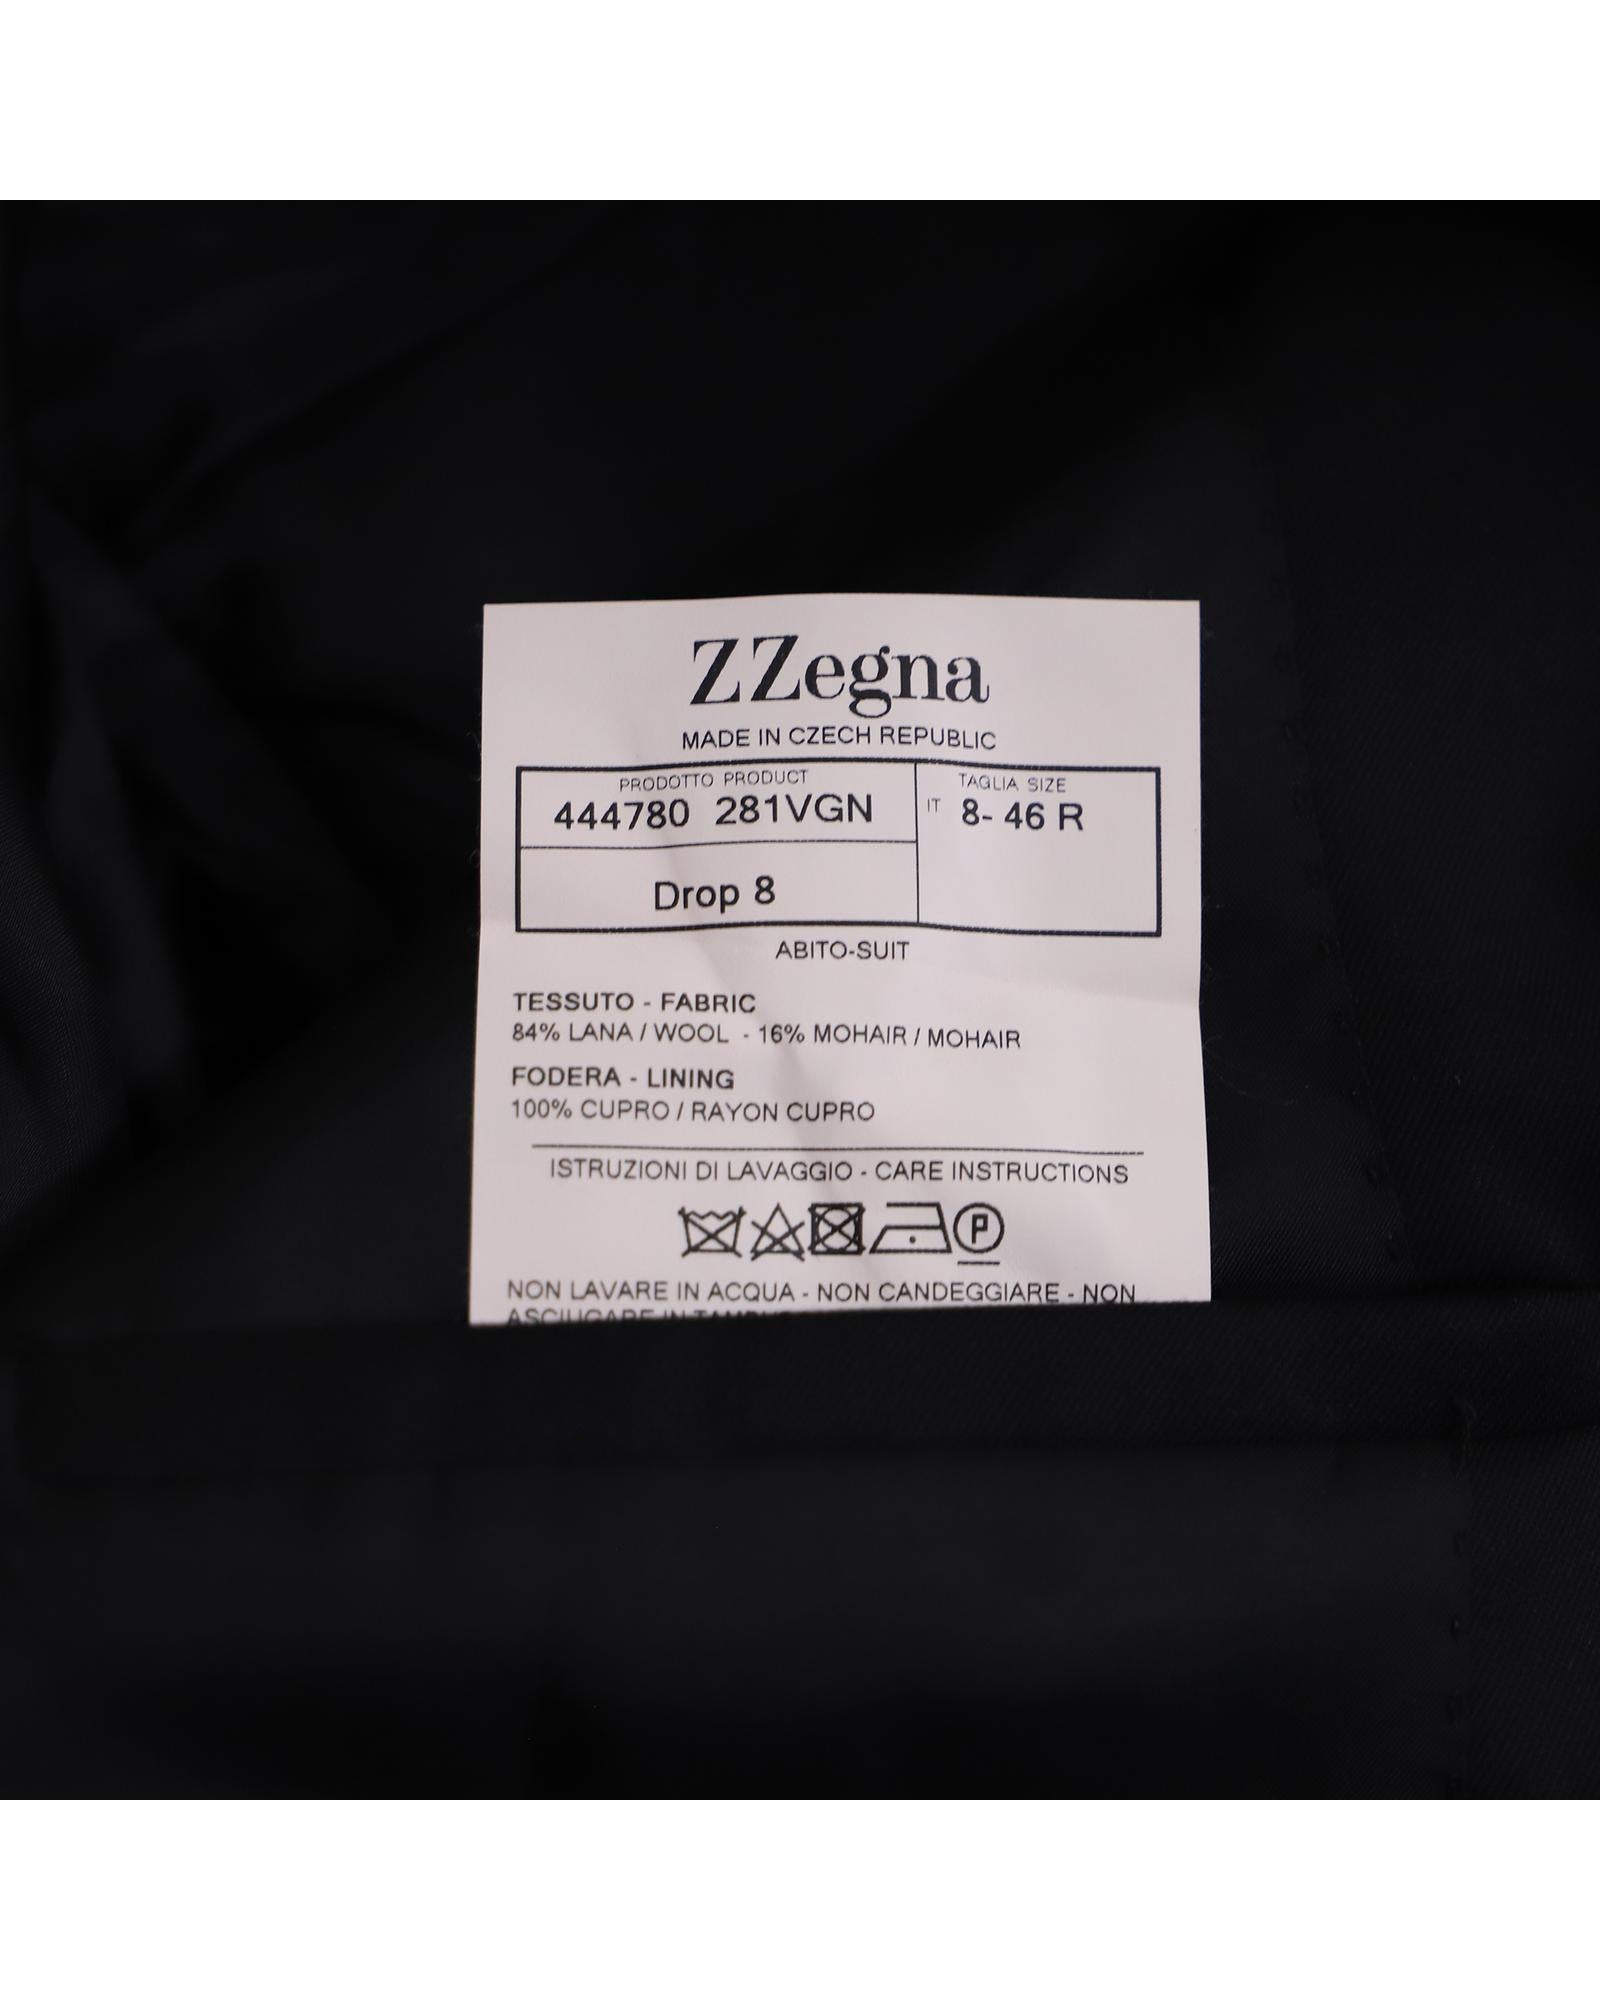 ZZegna
MADE IN CZECH REPUBLIC
PRODOTTO PRODUCT
444780 281VGN
TAGLIA SIZE
IT 8- 46 R
Drop 8
ABITO-SUIT
TESSUTO - FABRIC
84% LANA / WOOL - 16% MOHAIR / MOHAIR
FODERA - LINING
100% CUPRO / RAYON CUPRO
ISTRUZIONI DI LAVAGGIO - CARE INSTRUCTIONS
P
NON LAVARE IN ACQUA - NON CANDEGGIARE - NON
ASCIUGARE IN